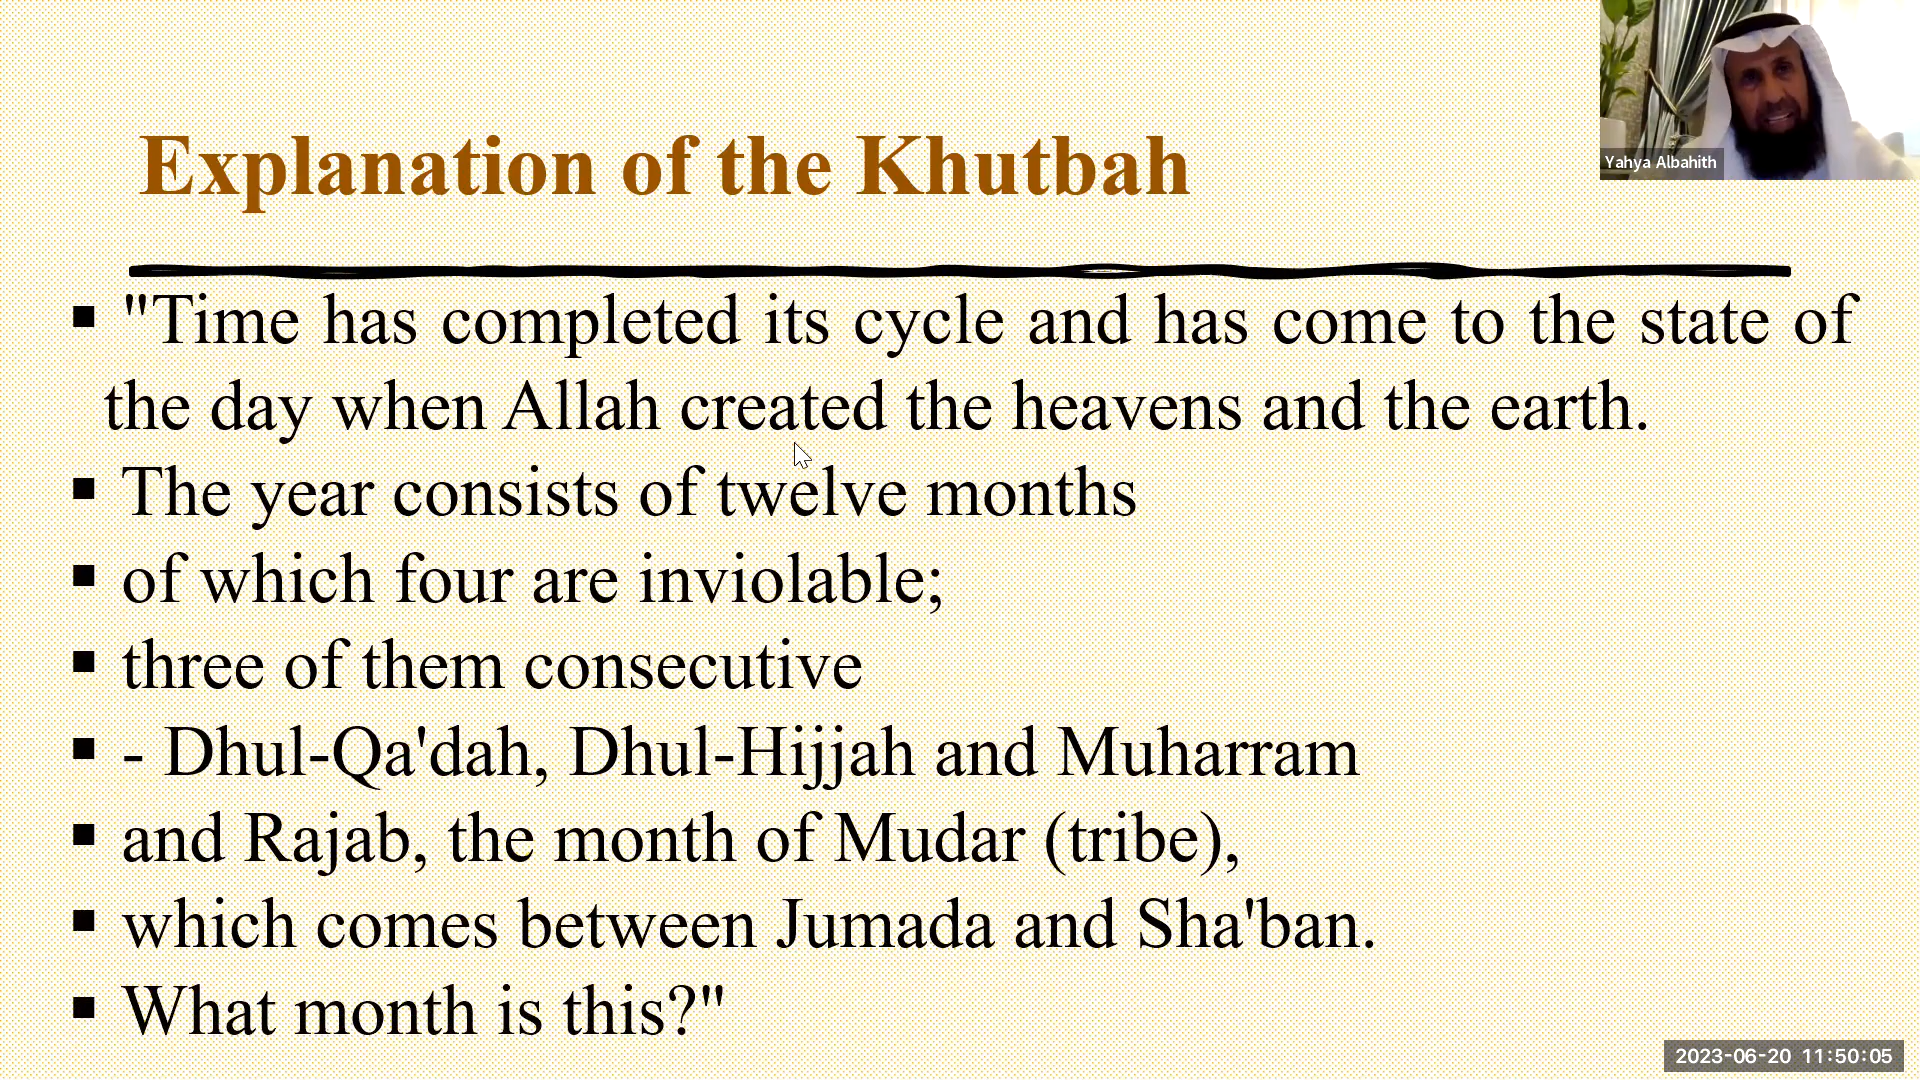 Explanation of the Khutbah
Yahya Albahith
▪ "Time has completed its cycle and has come to the state of
the day when Allah created the heavens and the earth.
▪ The year consists of twelve months
▪ of which four are inviolable;
▪ three of them consecutive
▪ - Dhul-Qa'dah, Dhul-Hijjah and Muharram
▪ and Rajab, the month of Mudar (tribe),
▪ which comes between Jumada and Sha'ban.
▪ What month is this?"
2023-06-20 11:50:05